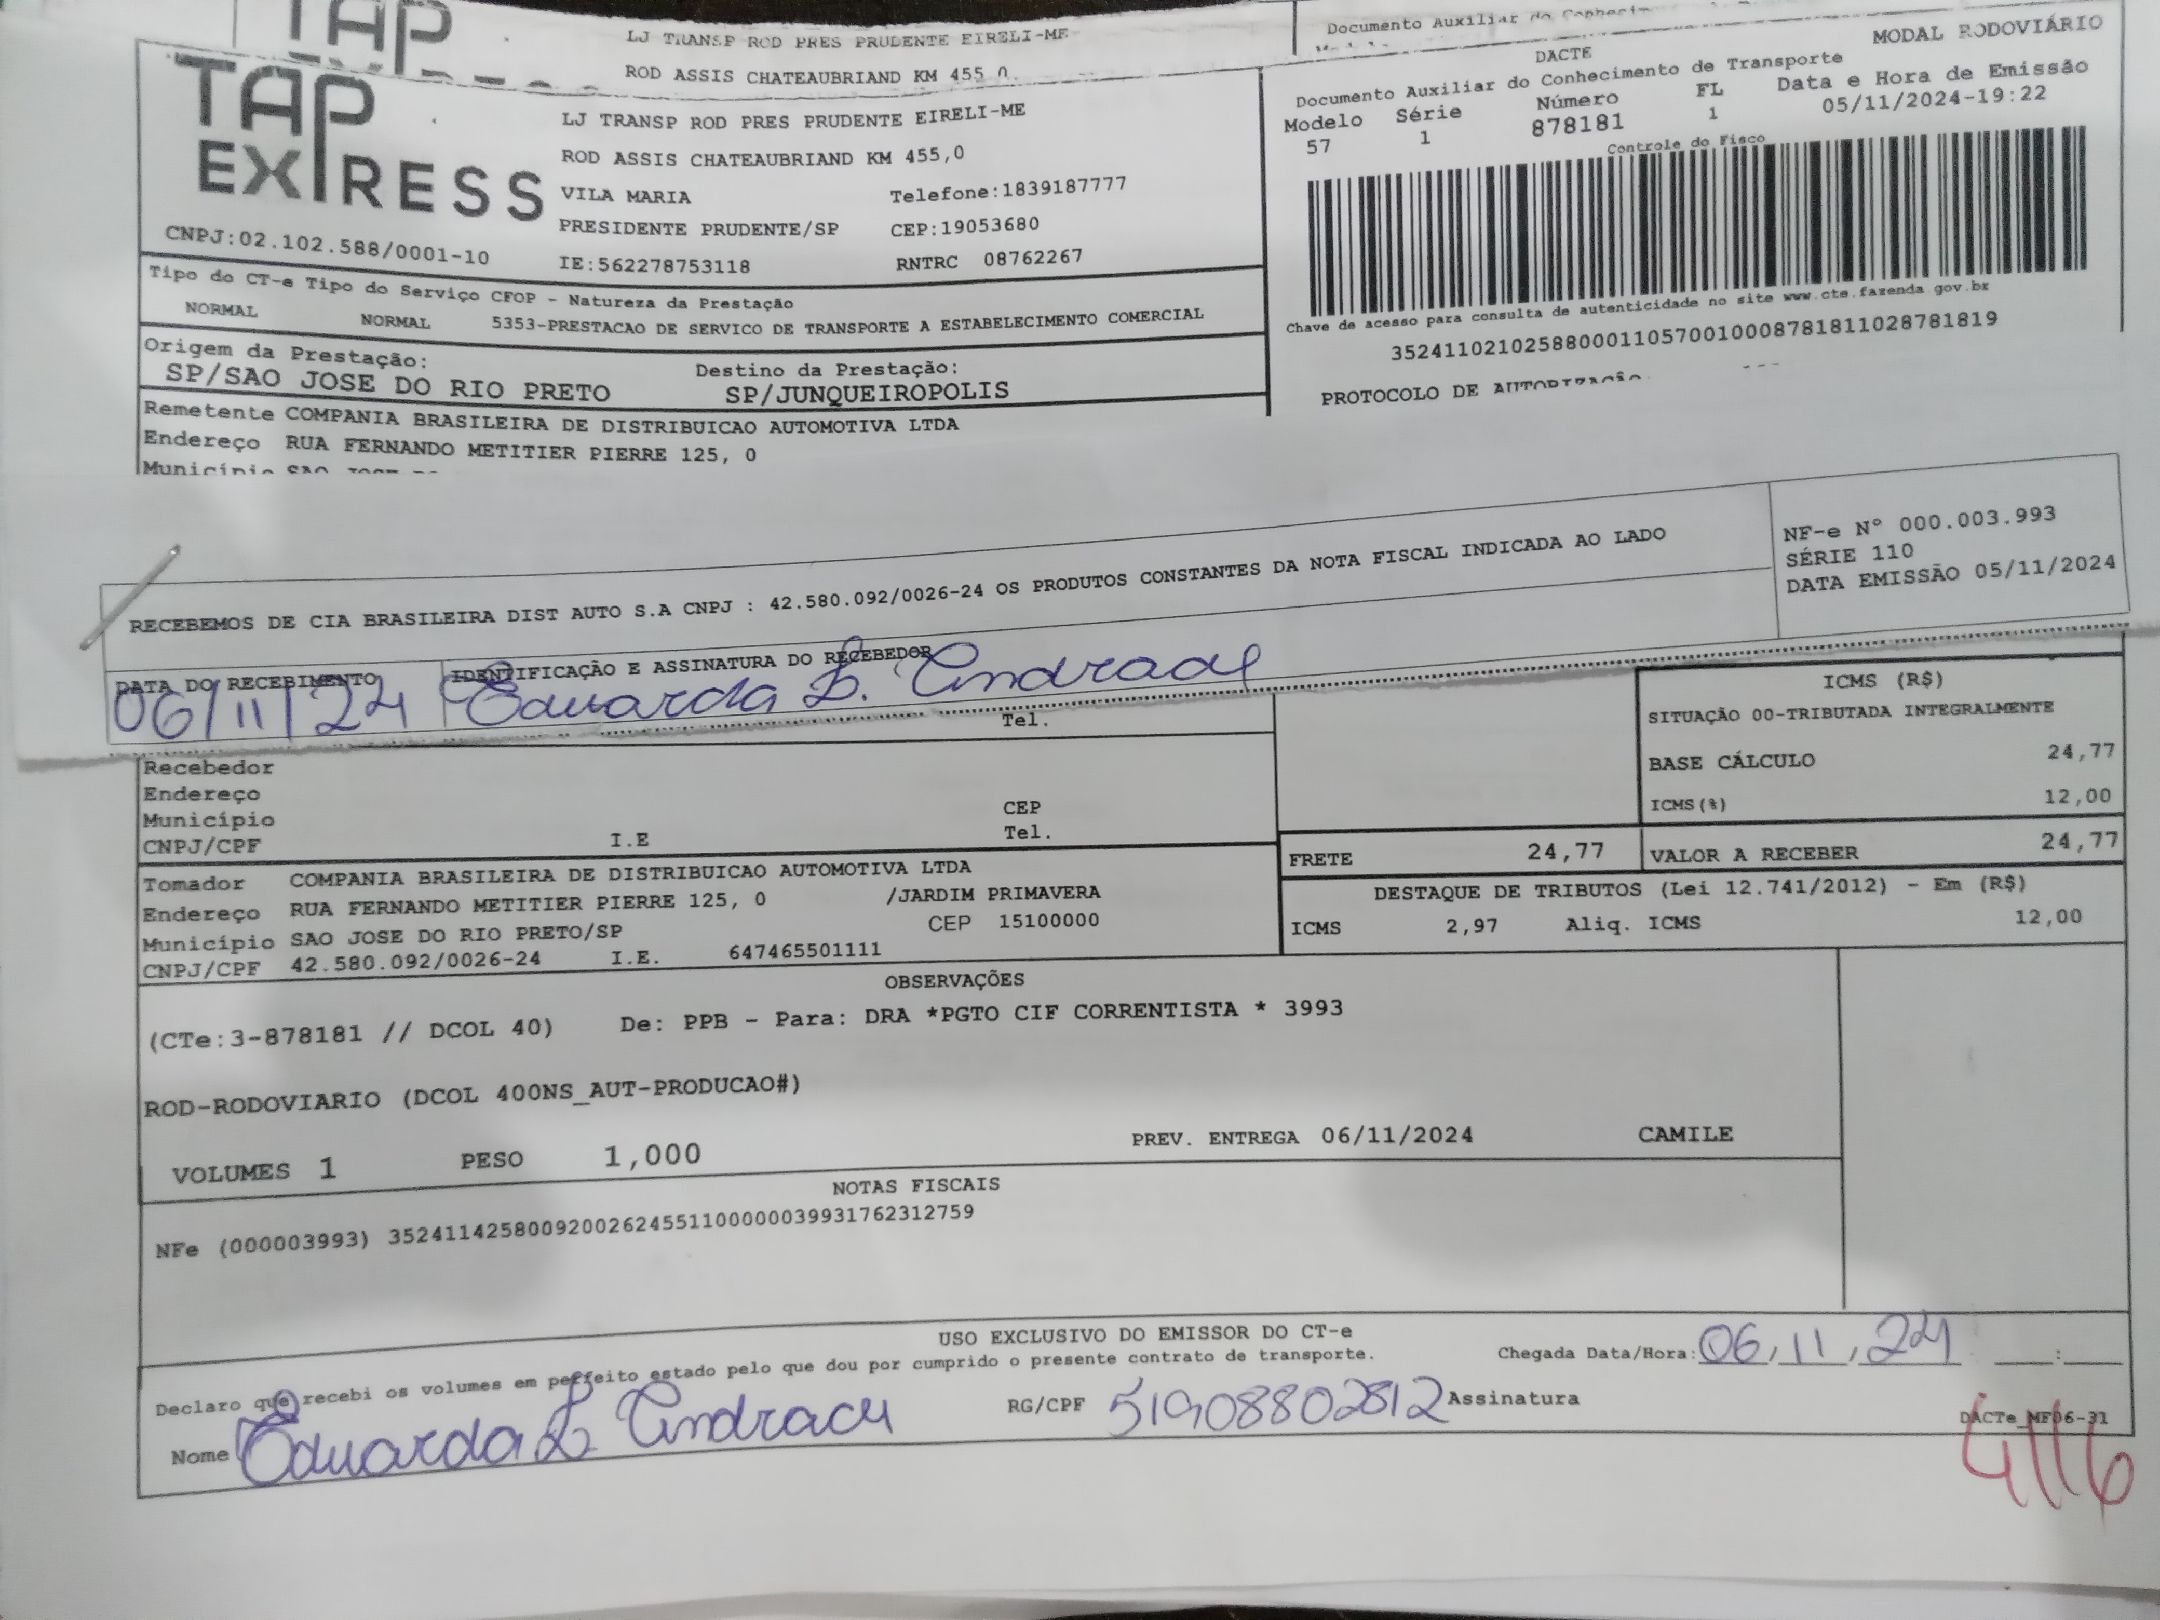 LJ TRANSP ROD PRES PRUDENTE EIRELI-ME
ROD ASSIS CHATEAUBRIAND KM 455,0
Documento Auxiliar do
TAP
TAP EXPRESS
CNPJ:02.102.588/0001-10
LJ TRANSP ROD PRES PRUDENTE EIRELI-ME
ROD ASSIS CHATEAUBRIAND KM 455,0
VILA MARIA Telefone:1839187777
PRESIDENTE PRUDENTE/SP CEP:19053680
IE:562278753118 RNTRC 08762267
DACTE MODAL RODOVIÁRIO
Documento Auxiliar do Conhecimento de Transporte
Modelo Série Número FL Data e Hora de Emissão
57 1 878181 1 05/11/2024-19:22
Controle do Fisco
Chave de acesso para consulta de autenticidade no site www.cte.fazenda.gov.br
35241102102588000110570010008781811028781819
PROTOCOLO DE AUTORIZAÇÃO
Tipo do CT-e Tipo do Serviço CFOP - Natureza da Prestação
NORMAL NORMAL 5353-PRESTACAO DE SERVICO DE TRANSPORTE A ESTABELECIMENTO COMERCIAL
Origem da Prestação: Destino da Prestação:
SP/SAO JOSE DO RIO PRETO SP/JUNQUEIROPOLIS
Remetente COMPANIA BRASILEIRA DE DISTRIBUICAO AUTOMOTIVA LTDA
Endereço RUA FERNANDO METITIER PIERRE 125, 0
Município SAO JOSE
RECEBEMOS DE CIA BRASILEIRA DIST AUTO S.A CNPJ : 42.580.092/0026-24 OS PRODUTOS CONSTANTES DA NOTA FISCAL INDICADA AO LADO
NF-e Nº 000.003.993
SÉRIE 110
DATA EMISSÃO 05/11/2024
DATA DO RECEBIMENTO IDENTIFICAÇÃO E ASSINATURA DO RECEBEDOR
06/11/24 Eduarda L. Andrade
Tel.
Recebedor
Endereço
Município CEP
CNPJ/CPF I.E Tel.
ICMS (R$)
SITUAÇÃO 00-TRIBUTADA INTEGRALMENTE
BASE CÁLCULO 24,77
ICMS(%) 12,00
FRETE 24,77 VALOR A RECEBER 24,77
Tomador COMPANIA BRASILEIRA DE DISTRIBUICAO AUTOMOTIVA LTDA
Endereço RUA FERNANDO METITIER PIERRE 125, 0 /JARDIM PRIMAVERA
Município SAO JOSE DO RIO PRETO/SP CEP 15100000
CNPJ/CPF 42.580.092/0026-24 I.E. 647465501111
DESTAQUE DE TRIBUTOS (Lei 12.741/2012) - Em (R$)
ICMS 2,97 Aliq. ICMS 12,00
OBSERVAÇÕES
(CTe:3-878181 // DCOL 40) De: PPB - Para: DRA *PGTO CIF CORRENTISTA * 3993
ROD-RODOVIARIO (DCOL 400NS_AUT-PRODUCAO#)
VOLUMES 1 PESO 1,000 PREV. ENTREGA 06/11/2024 CAMILE
NOTAS FISCAIS
NFe (000003993) 35241142580092002624551100000039931762312759
USO EXCLUSIVO DO EMISSOR DO CT-e
Declaro que recebi os volumes em perfeito estado pelo que dou por cumprido o presente contrato de transporte. Chegada Data/Hora: 06/11/24 :
Nome Eduarda L Andrade RG/CPF 51908802812 Assinatura
DACTe_MF06-31
4116